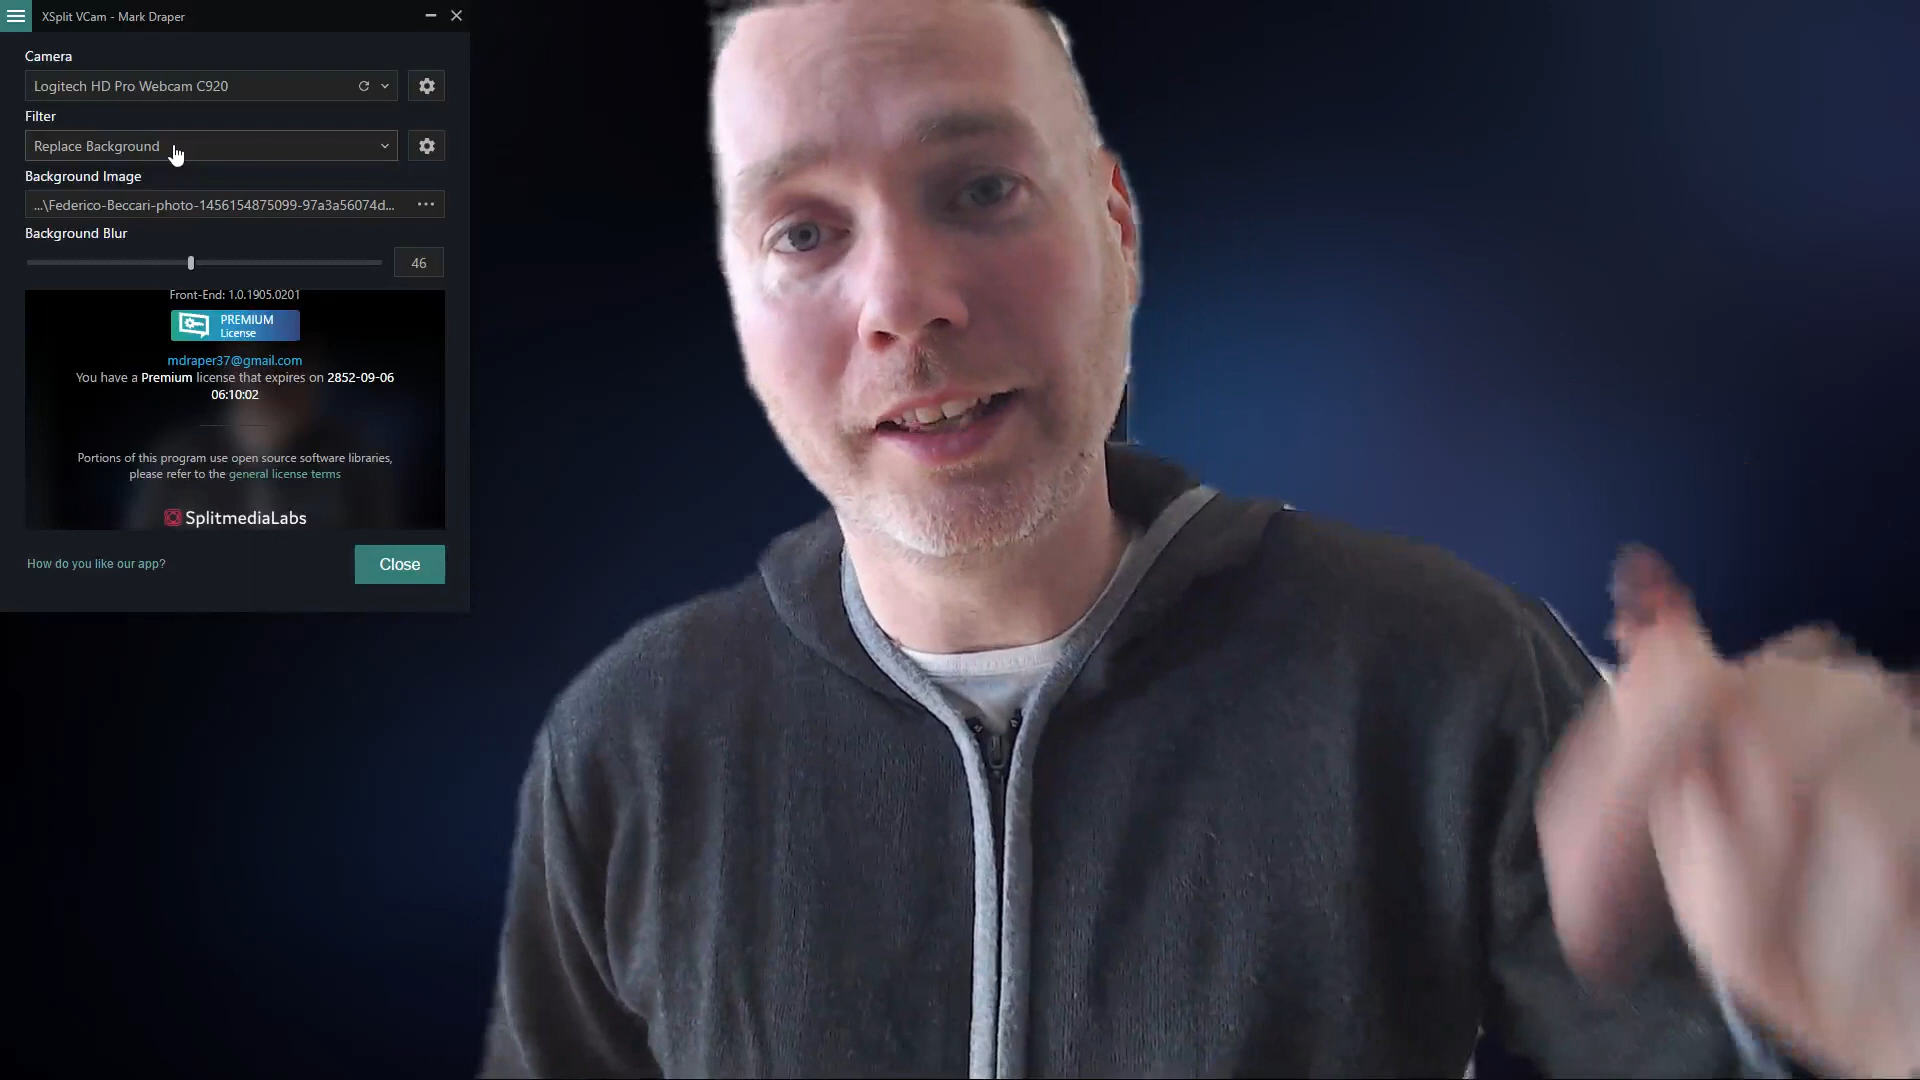 XSplit VCam - Mark Draper
Camera
Logitech HD Pro Webcam C920
Filter
Replace Background
Background Image
...\Federico-Beccari-photo-1456154875099-97a3a56074d...
Background Blur
46
Front-End: 1.0.1905.0201
PREMIUM
License
mdraper37@gmail.com
You have a Premium license that expires on 2852-09-06
06:10:02
Portions of this program use open source software libraries,
please refer to the general license terms
SplitmediaLabs
How do you like our app?
Close